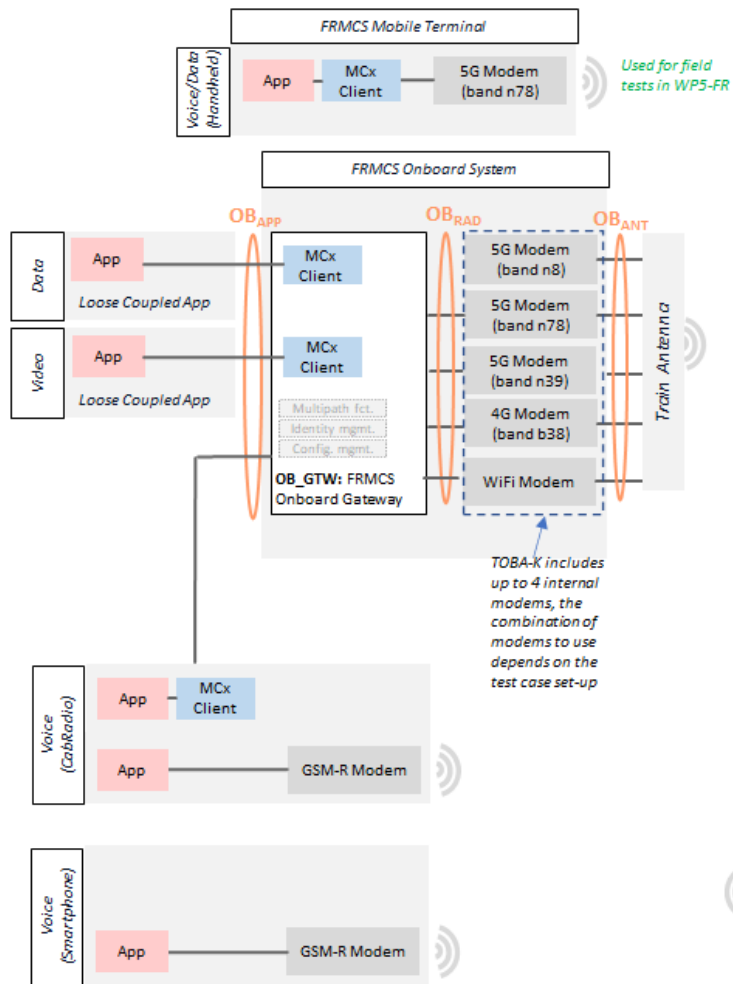 FRMCS Mobile Terminal
Voice/Data
(Handheld)
App
MCx
Client
5G Modem
(band n78)
Used for field
tests in WP5-FR
FRMCS Onboard System
OBAPP
OBRAD
OBANT
Data
App
Loose Coupled App
MCx
Client
5G Modem
(band n8)
5G Modem
(band n78)
Video
App
Loose Coupled App
MCx
Client
5G Modem
(band n39)
Train Antenna
Multipath fct.
Identity mgmt.
Config. mgmt.
4G Modem
(band b38)
OB_GTW: FRMCS
Onboard Gateway
WiFi Modem
TOBA-K includes
up to 4 internal
modems, the
combination of
modems to use
depends on the
test case set-up
Voice
(CabRadio)
App
MCx
Client
App
GSM-R Modem
Voice
(Smartphone)
App
GSM-R Modem